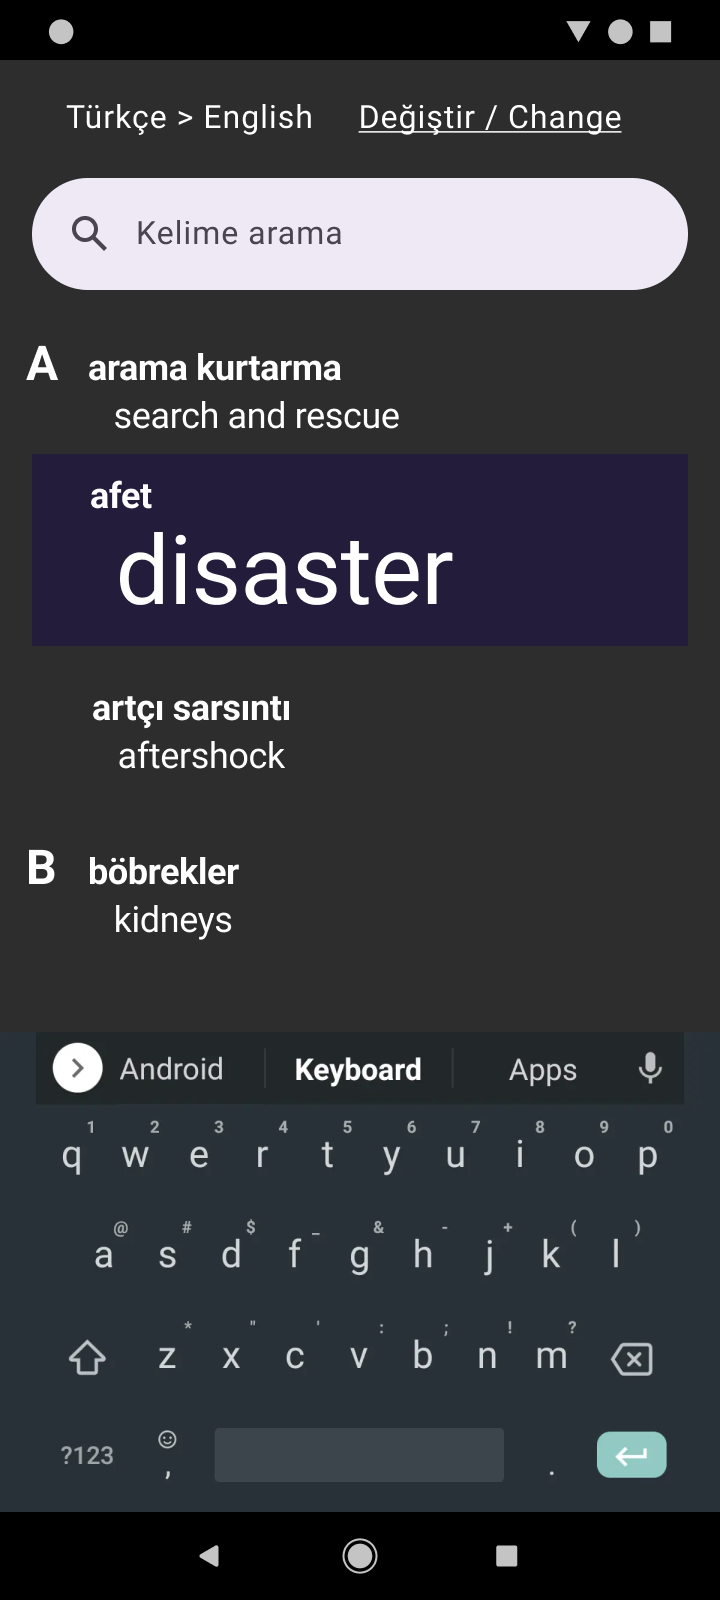 Türkçe > English Değiştir / Change
Kelime arama
A arama kurtarma
search and rescue
afet
disaster
artçı sarsıntı
aftershock
B böbrekler
kidneys
Android Keyboard Apps
1 2 3 4 5 6 7 8 9 0
q w e r t y u i o p
@ # $ _ & - + ( )
a s d f g h j k l
* " ' : ; ! ?
z x c v b n m
?123 , .